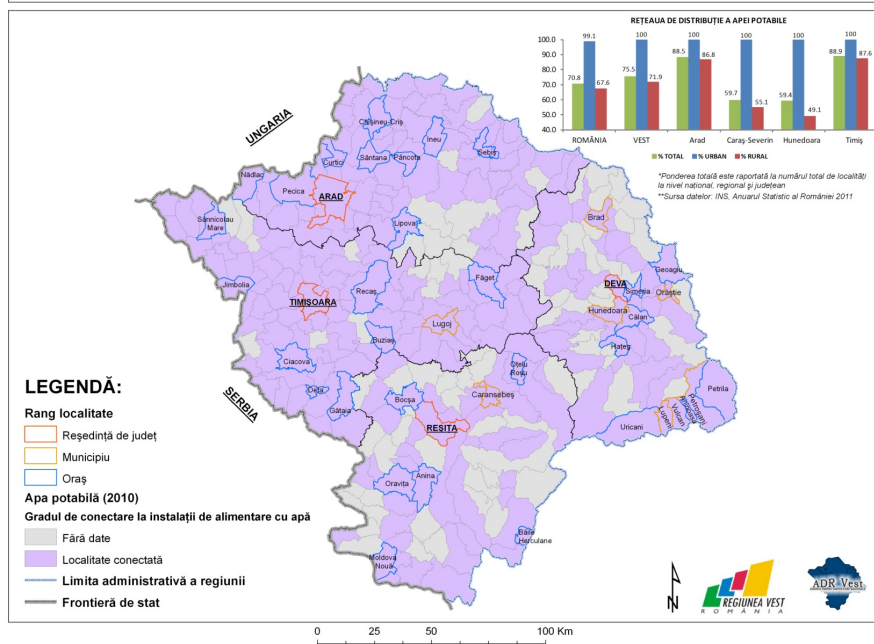 REȚEAUA DE DISTRIBUȚIE A APEI POTABILE
99.1 100 100 100 100 100
100.0
90.0
80.0
70.0
60.0
50.0
40.0
70.8 67.6
75.5 71.9
88.5 86.8
59.7 55.1
59.4 49.1
88.9 87.6
ROMÂNIA VEST Arad Caraș-Severin Hunedoara Timiș
% TOTAL % URBAN % RURAL
*Ponderea totală este raportată la numărul total de localități
la nivel național, regional și județean
**Sursa datelor: INS, Anuarul Statistic al României 2011
UNGARIA
Chișineu-Criș
Ineu
Sebiș
Curtici
Sântana
Pâncota
Nădlac
Pecica
ARAD
Sânnicolau
Mare
Lipova
Brad
Jimbolia
TIMIȘOARA
Recaș
Făget
Geoagiu
DEVA
Simeria
Orăștie
Hunedoara
Călan
Lugoj
Buziaș
Hațeg
Ciacova
Oțelu
Roșu
Deta
Gătaia
Bocșa
Caransebeș
REȘIȚA
Petrila
Petroșani
Aninoasa
Vulcan
Lupeni
Uricani
Oravița
Anina
Băile
Herculane
Moldova
Nouă
SERBIA
LEGENDĂ:
Rang localitate
Reședință de județ
Municipiu
Oraș
Apa potabilă (2010)
Gradul de conectare la instalații de alimentare cu apă
Fără date
Localitate conectată
Limita administrativă a regiunii
Frontieră de stat
N
REGIUNEA VEST
ROMÂNIA
ADR Vest
0 25 50 100 Km